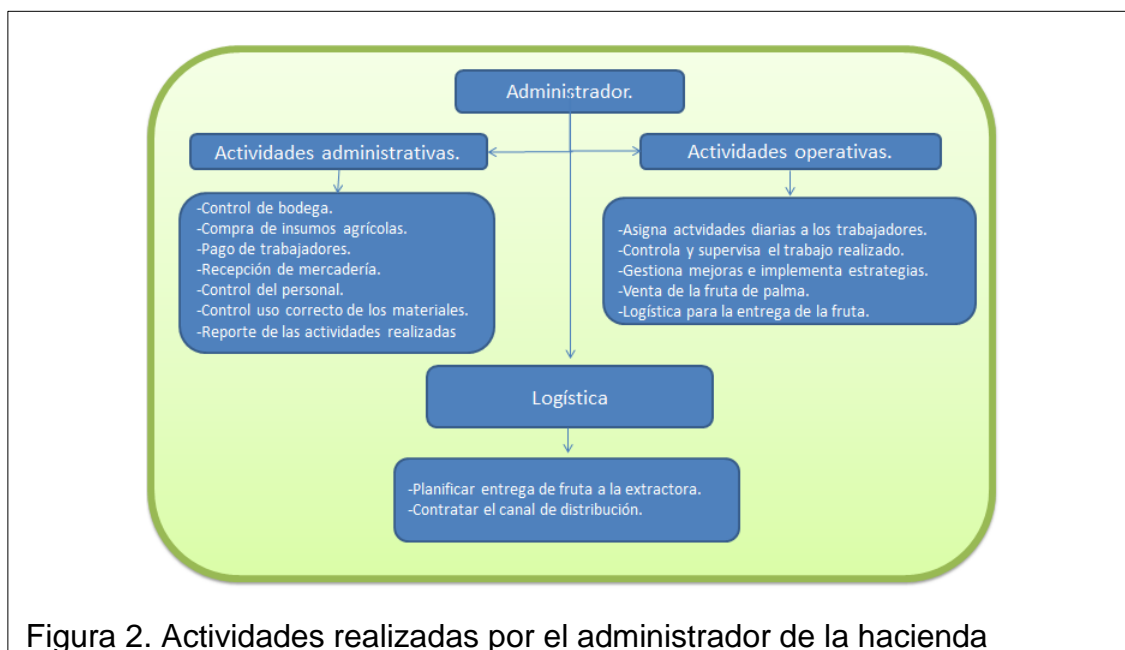 Administrador.
Actividades administrativas.
Actividades operativas.
-Control de bodega.
-Compra de insumos agrícolas.
-Pago de trabajadores.
-Recepción de mercadería.
-Control del personal.
-Control uso correcto de los materiales.
-Reporte de las actividades realizadas
-Asigna actvidades diarias a los trabajadores.
-Controla y supervisa el trabajo realizado.
-Gestiona mejoras e implementa estrategias.
-Venta de la fruta de palma.
-Logística para la entrega de la fruta.
Logística
-Planificar entrega de fruta a la extractora.
-Contratar el canal de distribución.
Figura 2. Actividades realizadas por el administrador de la hacienda